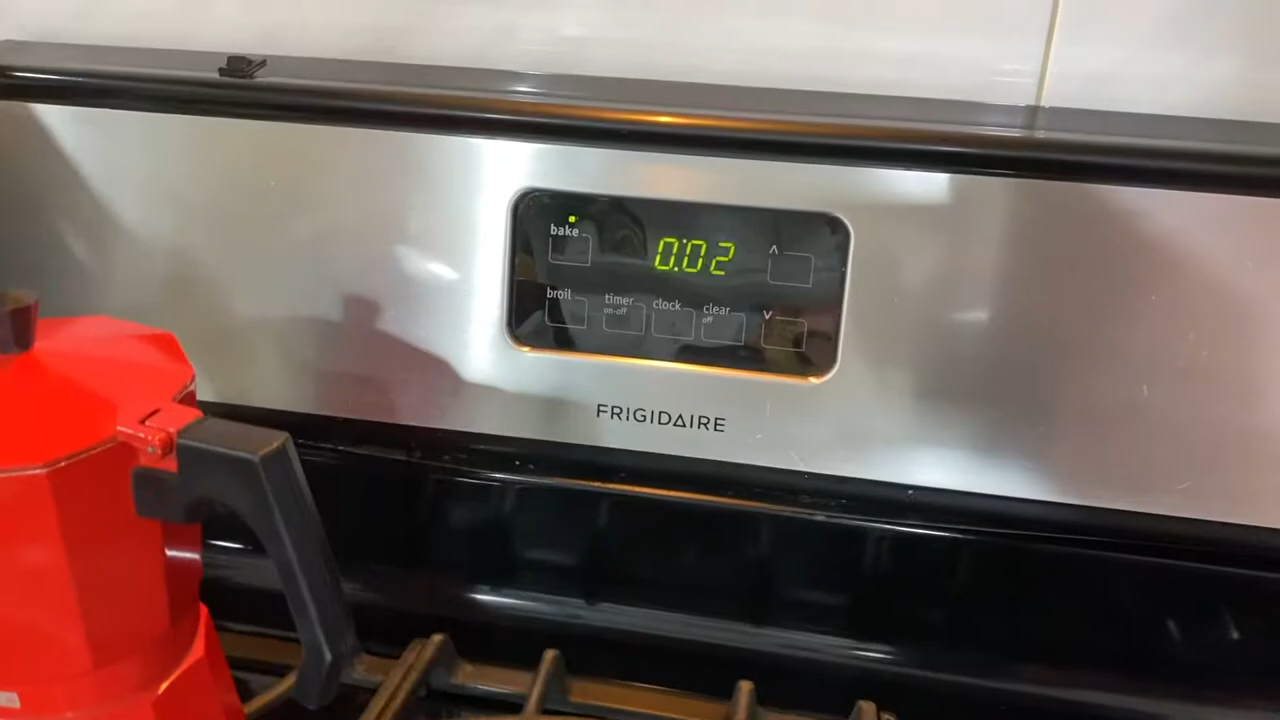 bake
0:02
^
broil
timer
on-off
clock
clear
off
v
FRIGIDAIRE